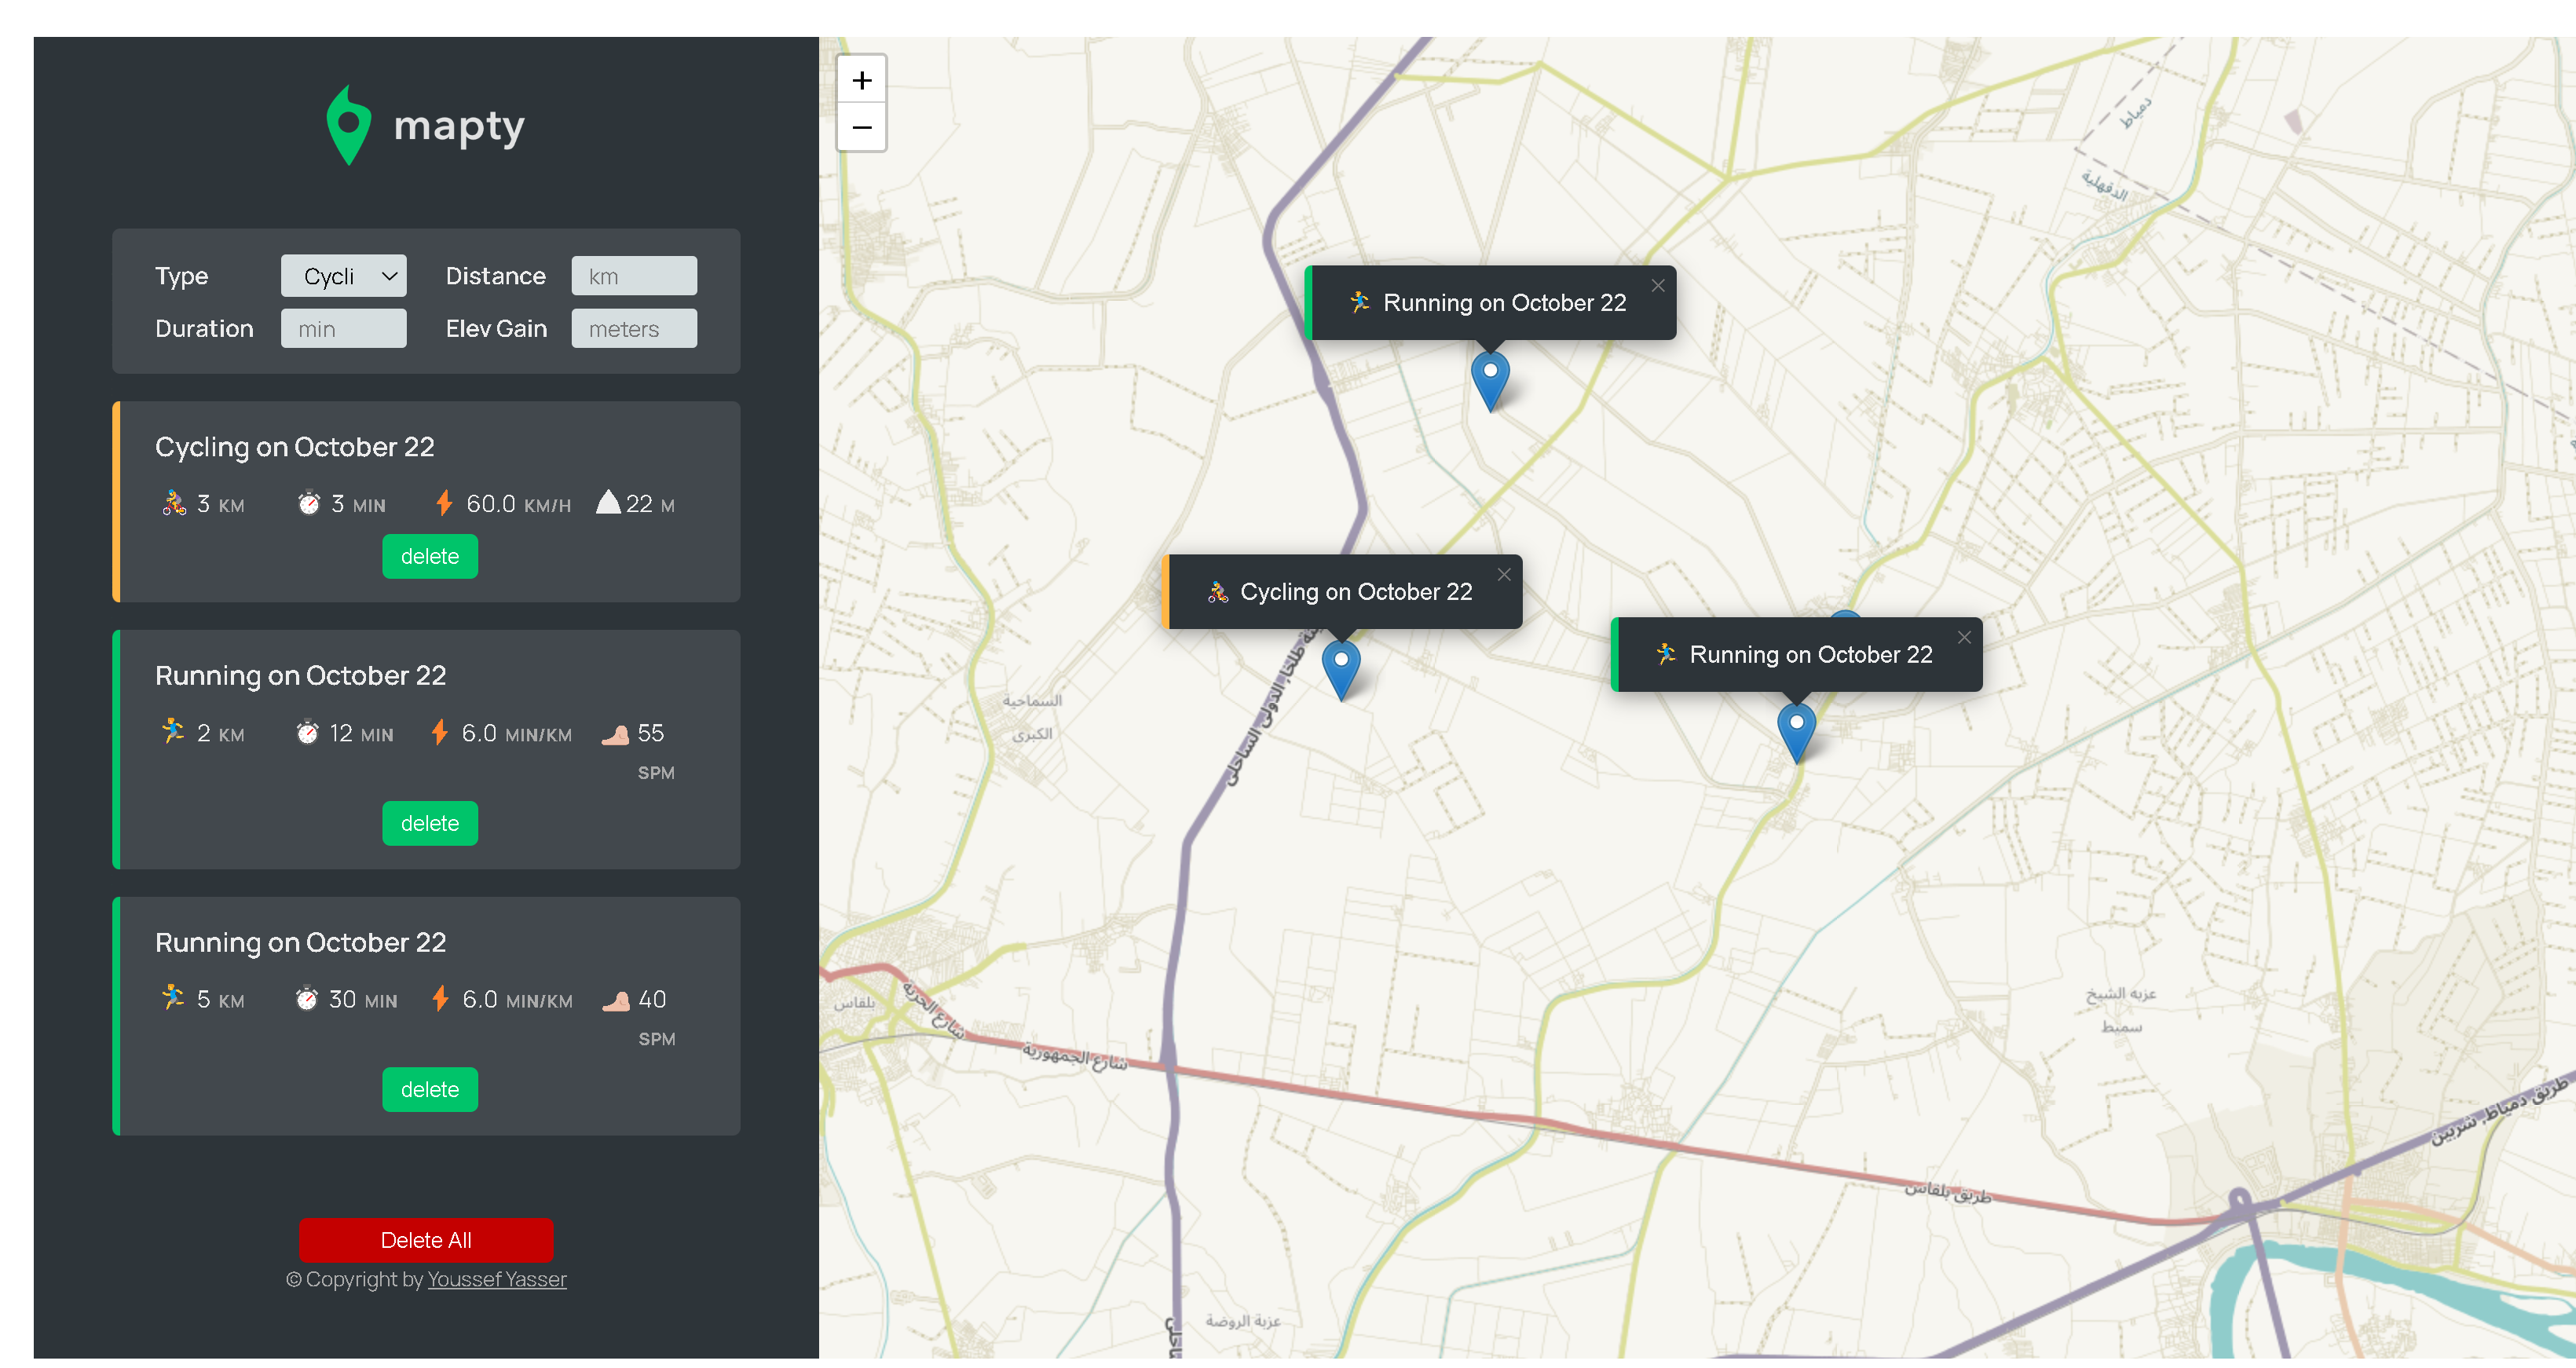 mapty
Type Cycli Distance km
Duration min Elev Gain meters
Cycling on October 22
3 KM 3 MIN 60.0 KM/H 22 M
delete
Running on October 22
2 KM 12 MIN 6.0 MIN/KM 55
SPM
delete
Running on October 22
5 KM 30 MIN 6.0 MIN/KM 40
SPM
delete
Delete All
© Copyright by Youssef Yasser
+
−
دمياط
الدقهلية
Running on October 22
Cycling on October 22
Running on October 22
طلخا الدولى الساحلى
السماحية
الكبرى
بلقاس
شارع الحرية
شارع الجمهورية
عزبة الشيخ
سميط
طريق دمياط شربين
طريق بلقاس
عزبة الروضة